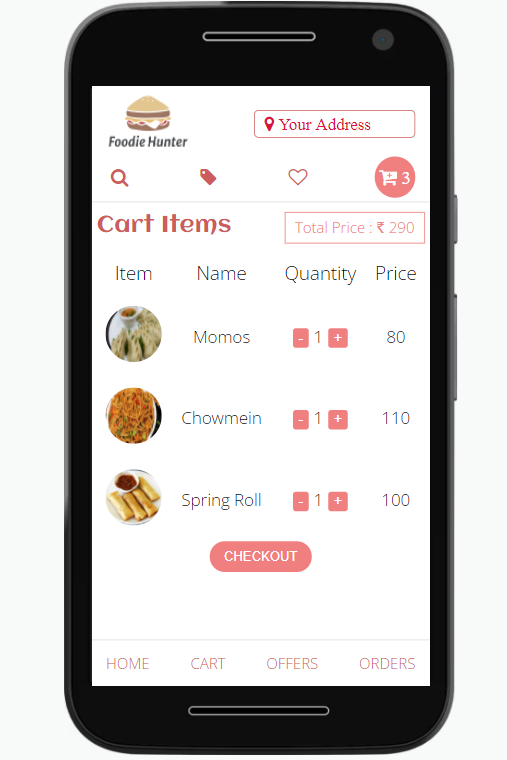 Foodie Hunter
Your Address
3
Cart Items
Total Price : ₹ 290
Item Name Quantity Price
Momos - 1 + 80
Chowmein - 1 + 110
Spring Roll - 1 + 100
CHECKOUT
HOME CART OFFERS ORDERS